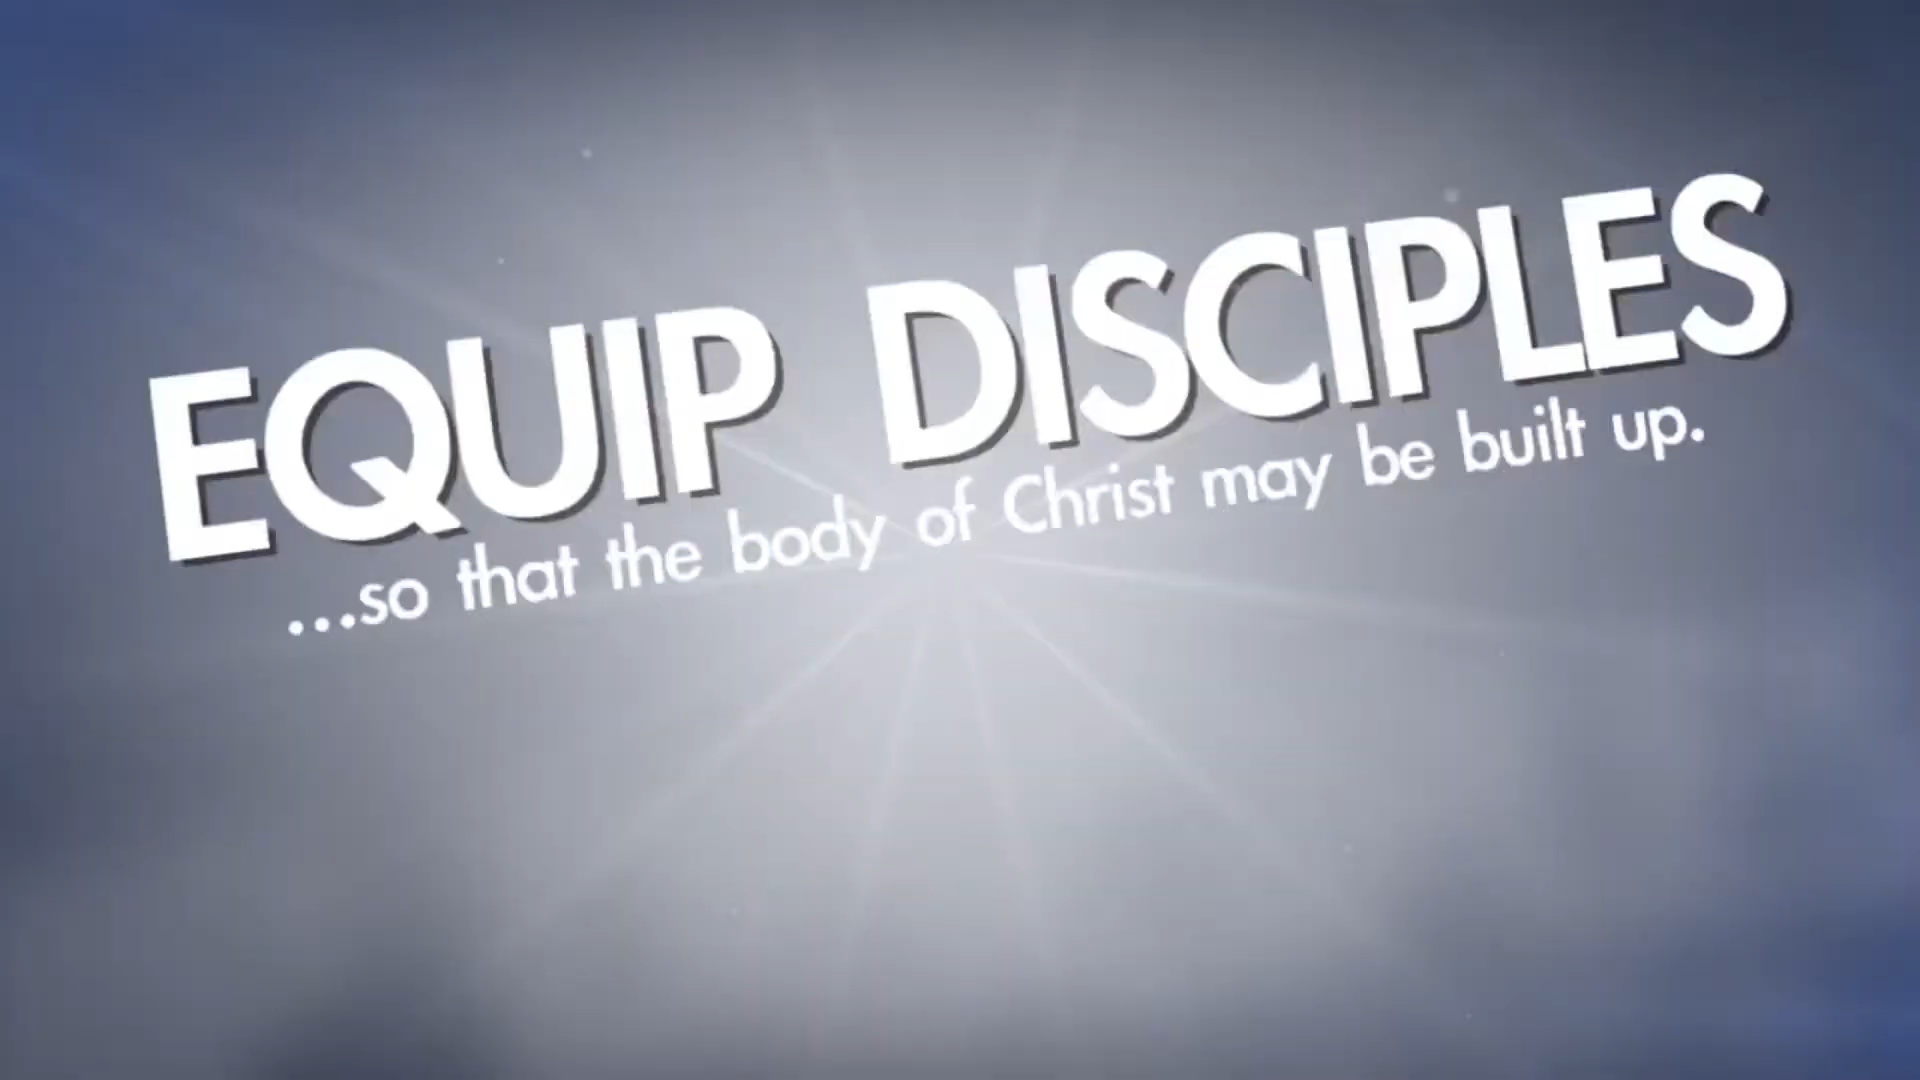 EQUIP DISCIPLES
...so that the body of Christ may be built up.